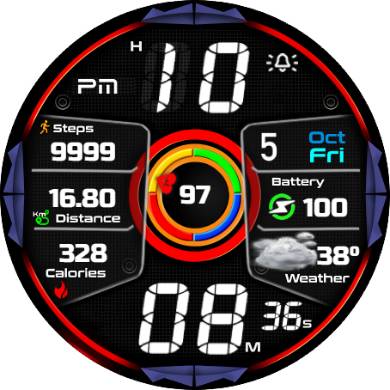 H
PM 10
Steps
9999
5 Oct
Fri
16.80
Km
Distance
97
Battery
100
328
Calories
38°
Weather
08 M
36s